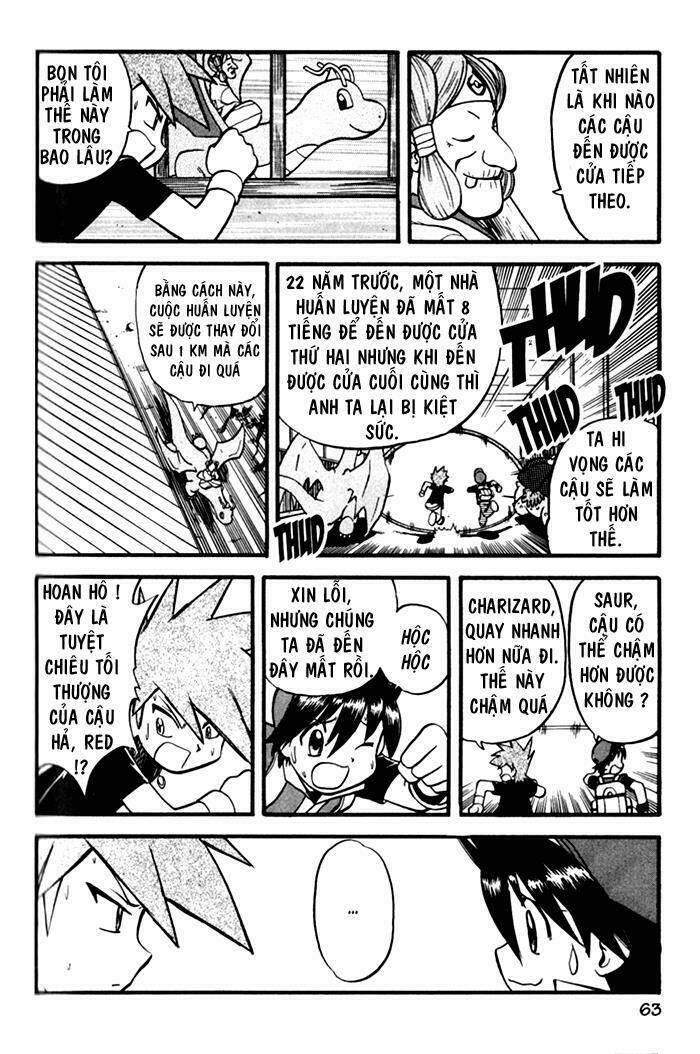 TẤT NHIÊN
LÀ KHI NÀO
CÁC CẬU
ĐẾN ĐƯỢC
CỬA TIẾP
THEO.
BỌN TÔI
PHẢI LÀM
THẾ NÀY
TRONG
BAO LÂU?
THUD
THUD
THUD
THUD
TA HI
VỌNG CÁC
CẬU SẼ LÀM
TỐT HƠN
THẾ.
22 NĂM TRƯỚC, MỘT NHÀ
HUẤN LUYỆN ĐÃ MẤT 8
TIẾNG ĐỂ ĐẾN ĐƯỢC CỬA
THỨ HAI NHƯNG KHI ĐẾN
ĐƯỢC CỬA CUỐI CÙNG THÌ
ANH TA LẠI BỊ KIỆT
SỨC.
BẰNG CÁCH NÀY,
CUỘC HUẤN LUYỆN
SẼ ĐƯỢC THAY ĐỔI
SAU 1 KM MÀ CÁC
CẬU ĐI QUÁ
SAUR,
CẬU CÓ
THỂ CHẬM
HƠN ĐƯỢC
KHÔNG ?
CHARIZARD,
QUAY NHANH
HƠN NỮA ĐI.
THẾ NÀY
CHẬM QUÁ
HỘC
HỘC
XIN LỖI,
NHƯNG CHÚNG
TA ĐÃ ĐẾN
ĐÂY MẤT RỒI.
HOAN HÔ !
ĐÂY LÀ
TUYỆT
CHIÊU TỐI
THƯỢNG
CỦA CẬU
HẢ, RED
!?
...
63